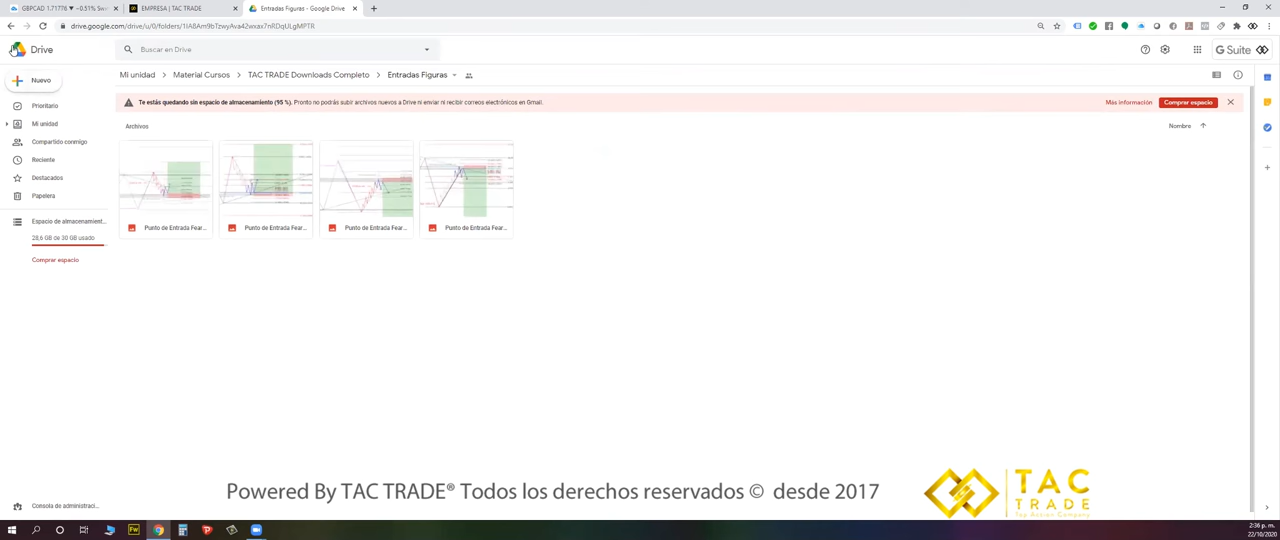 GBPCAD 1.71776 ▼ −0.51% Sw
EMPRESA | TAC TRADE
Entradas Figuras - Google Drive
drive.google.com/drive/u/0/folders/1IA8Am9bTzwyAva42wxax7nRDqULgMPTR
Drive
Buscar en Drive
G Suite
Nuevo
Mi unidad
Material Cursos
TAC TRADE Downloads Completo
Entradas Figuras
Te estás quedando sin espacio de almacenamiento (95 %). Pronto no podrás subir archivos nuevos a Drive ni enviar ni recibir correos electrónicos en Gmail.
Más información
Comprar espacio
Prioritario
Mi unidad
Compartido conmigo
Reciente
Destacados
Papelera
Espacio de almacenamient...
28,6 GB de 30 GB usado
Comprar espacio
Archivos
Nombre
Punto de Entrada Fear...
Punto de Entrada Fear...
Punto de Entrada Fear...
Punto de Entrada Fear...
Powered By TAC TRADE® Todos los derechos reservados © desde 2017
TAC
TRADE
Top Action Company
Consola de administraci...
2:36 p. m.
22/10/2020